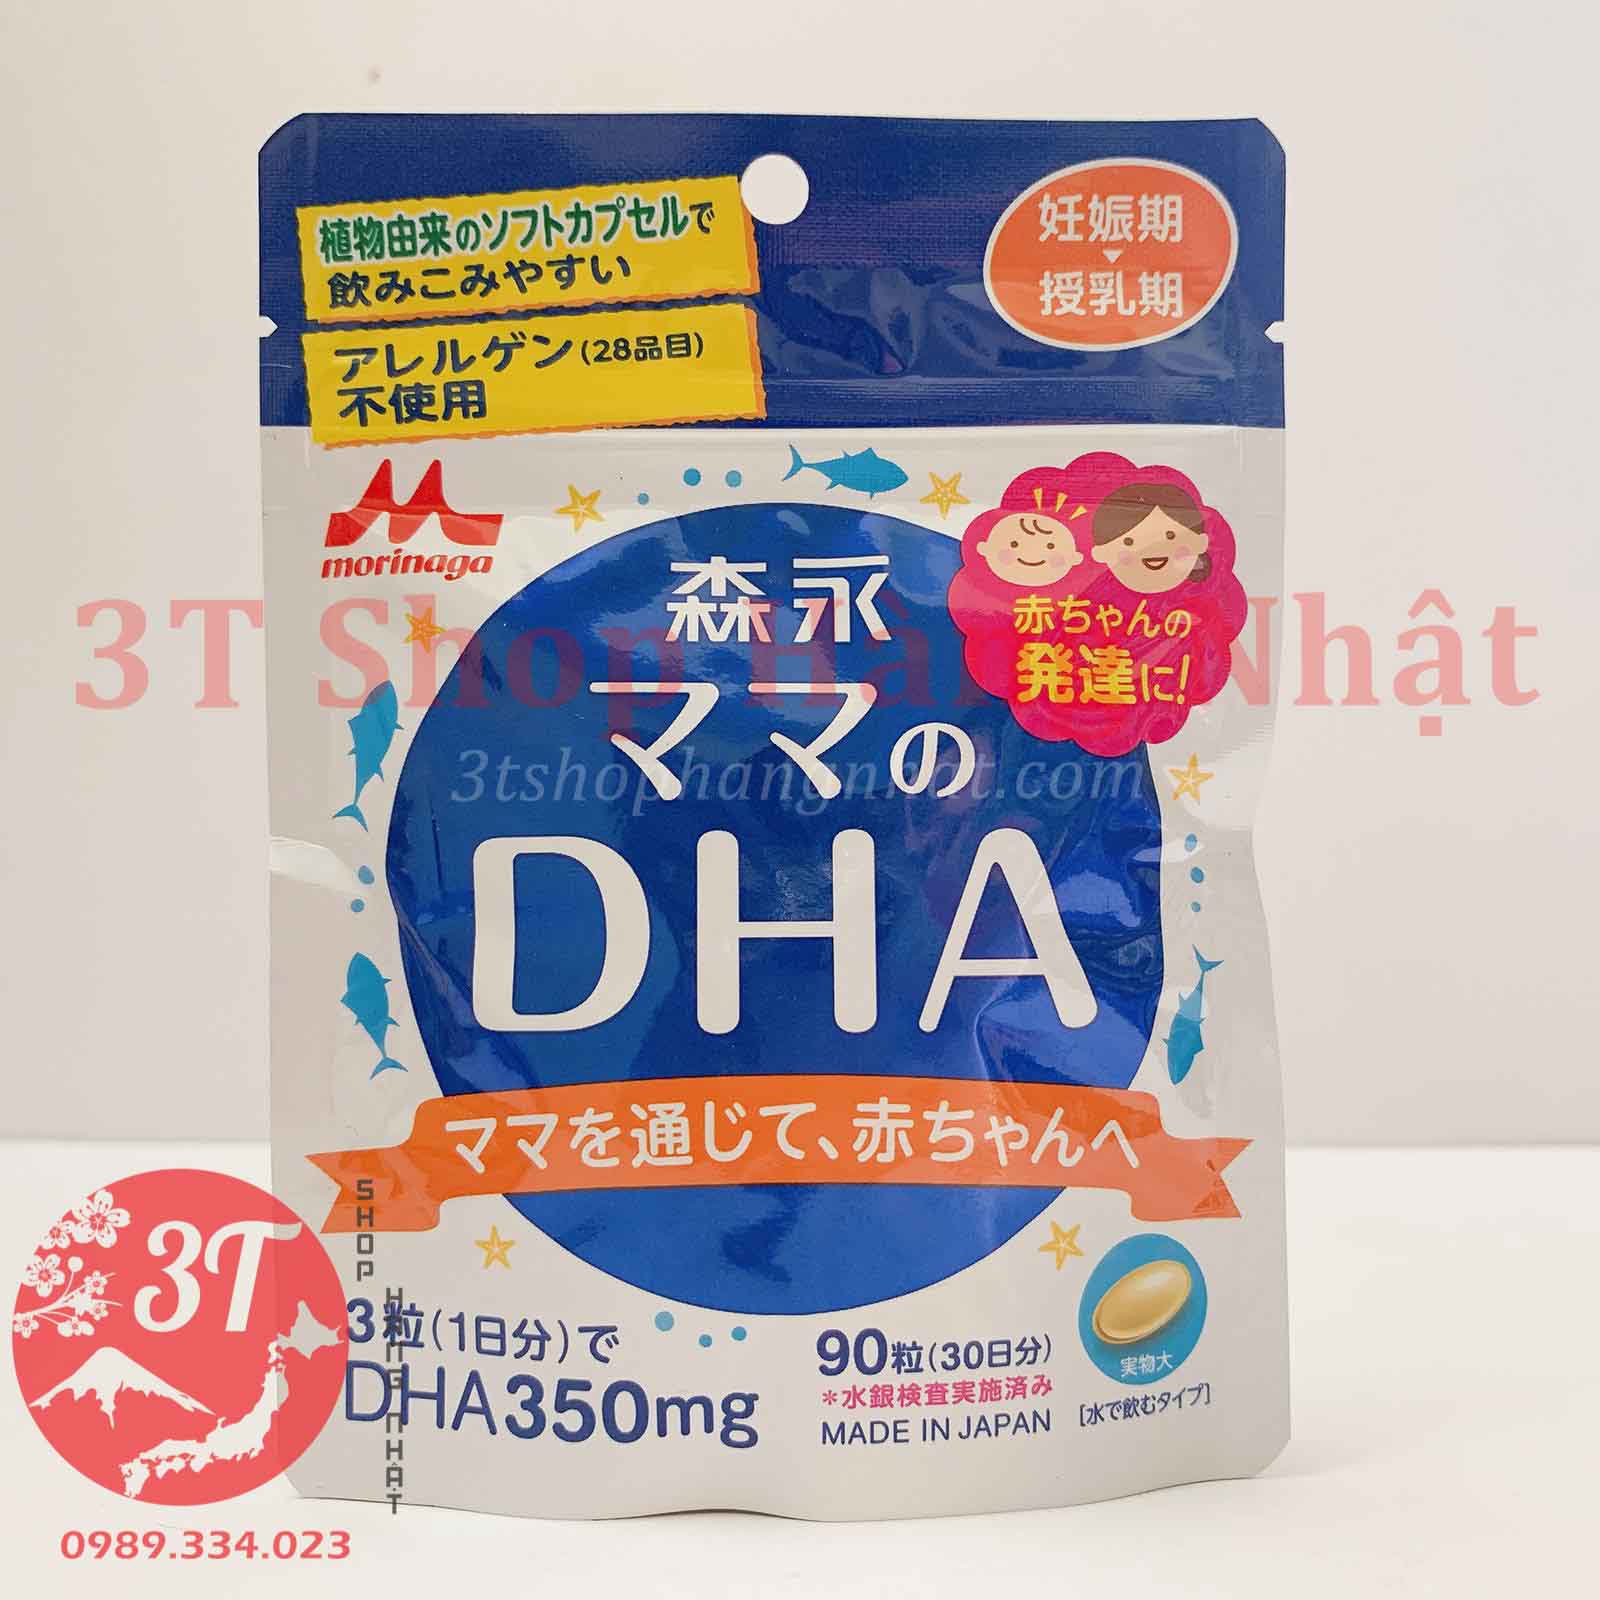 植物由来のソフトカプセルで
飲みこみやすい
アレルゲン(28品目)
不使用
妊娠期
授乳期
morinaga
森永
ママの
DHA
赤ちゃんの
発達に!
3T Shop Hàng Nhật
3tshophangnhat.com
ママを通じて、赤ちゃんへ
3粒(1日分)で
DHA350mg
90粒(30日分)
*水銀検査実施済み
MADE IN JAPAN
実物大
[水で飲むタイプ]
3T
SHOP HÀNG NHẬT
0989.334.023